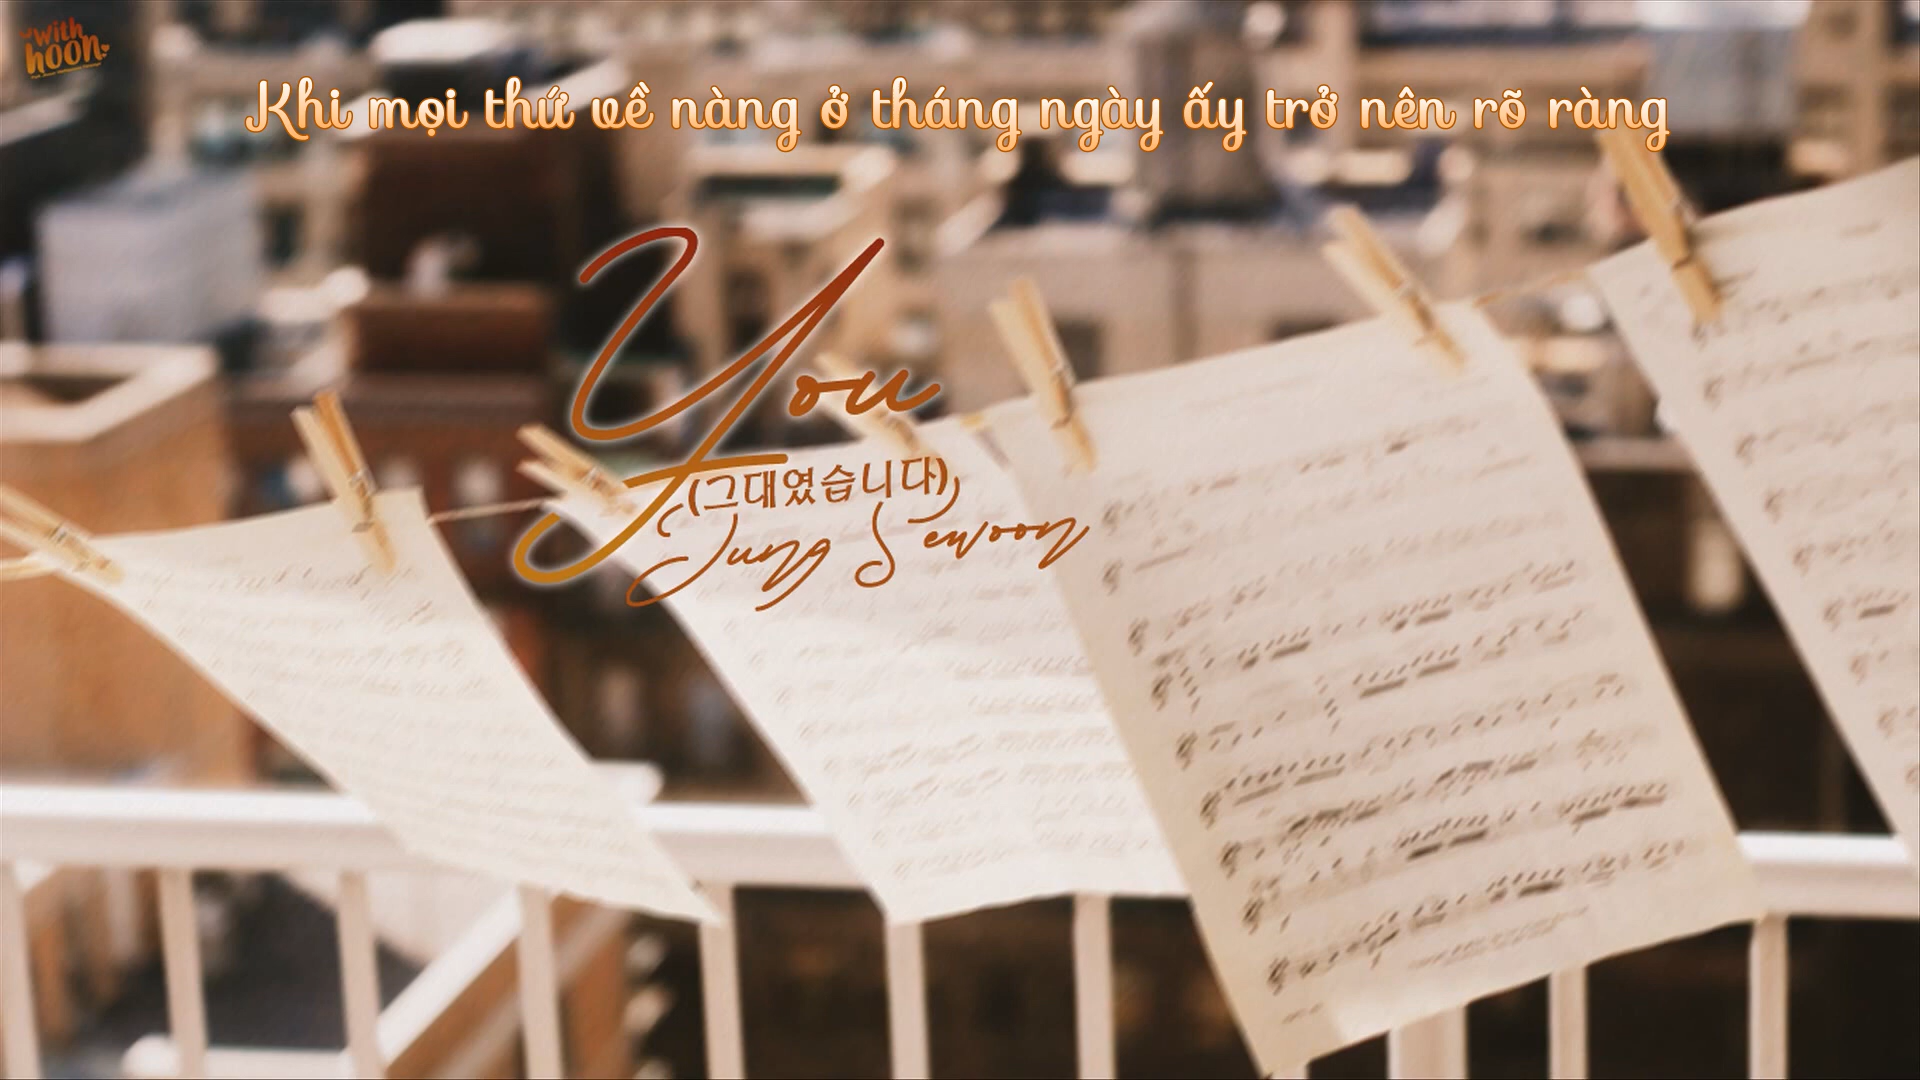 with
hoon
Khi mọi thứ về nàng ở tháng ngày ấy trở nên rõ ràng
You
(그대였습니다)
Jung Sewoon